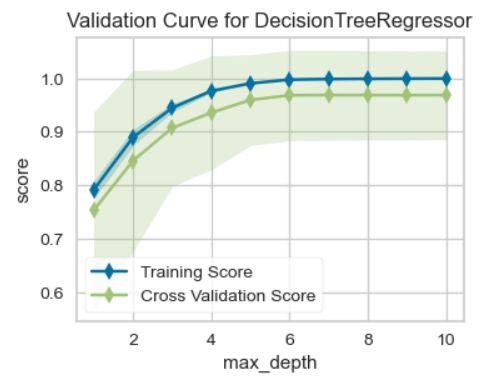 Validation Curve for DecisionTreeRegressor
score
1.0
0.9
0.8
0.7
0.6
Training Score
Cross Validation Score
2 4 6 8 10
max_depth